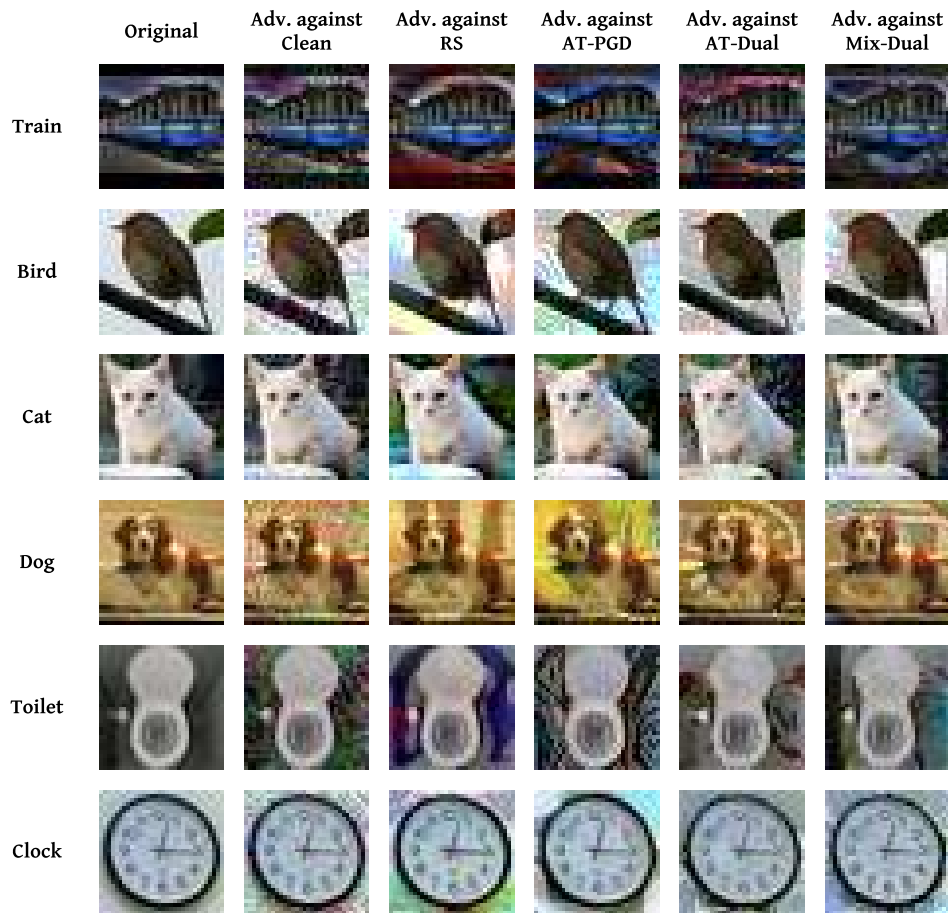 Original
Adv. against
Clean
Adv. against
RS
Adv. against
AT-PGD
Adv. against
AT-Dual
Adv. against
Mix-Dual
Train
Bird
Cat
Dog
Toilet
Clock